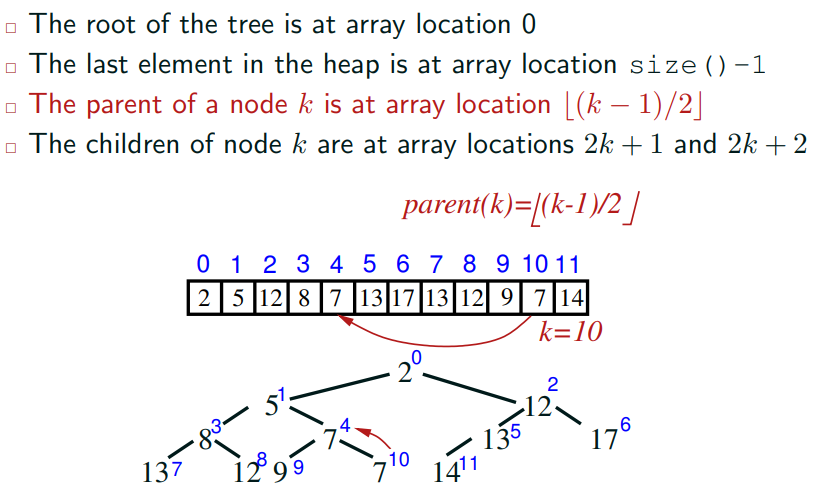 The root of the tree is at array location 0
The last element in the heap is at array location size()-1
The parent of a node k is at array location ⌊(k − 1)/2⌋
The children of node k are at array locations 2k + 1 and 2k + 2
parent(k)=⌊(k-1)/2⌋
0 1 2 3 4 5 6 7 8 9 10 11
2 5 12 8 7 13 17 13 12 9 7 14
k=10
2 0
5 1 12 2
8 3 7 4 13 5 17 6
13 7 12 8 9 9 7 10 14 11